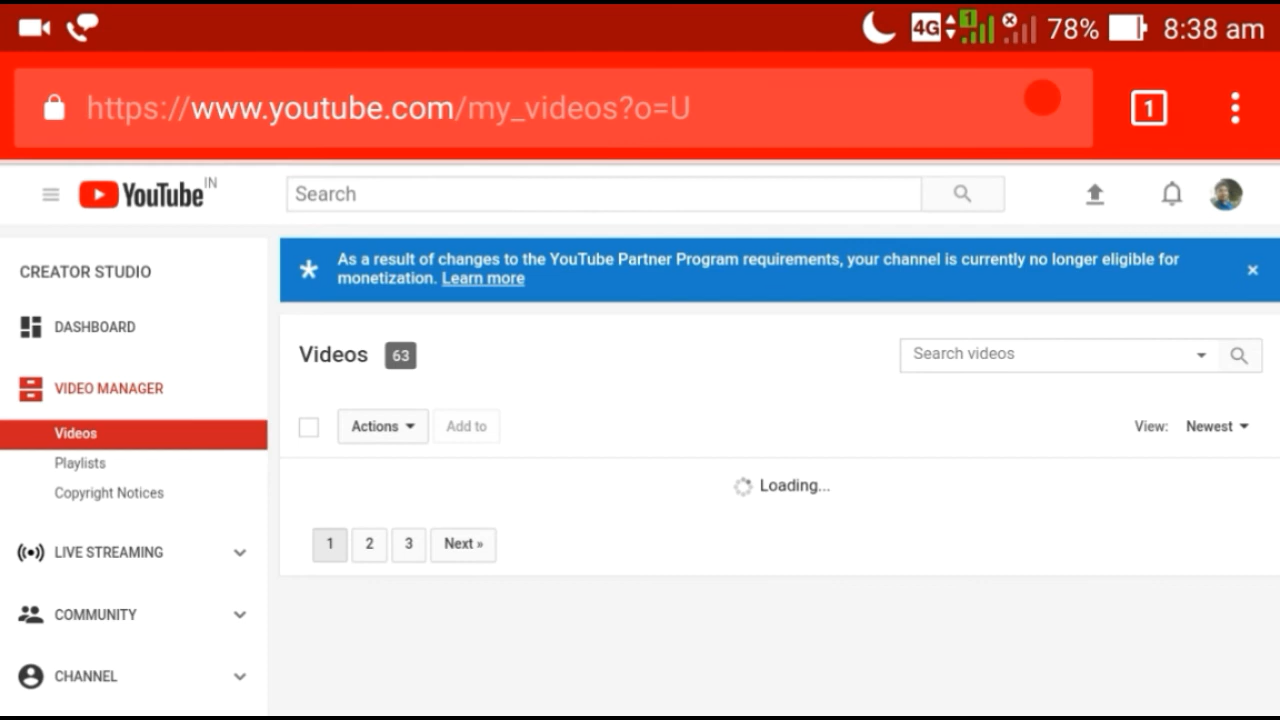 4G 1 78% 8:38 am
https://www.youtube.com/my_videos?o=U 1
YouTube IN Search
CREATOR STUDIO
As a result of changes to the YouTube Partner Program requirements, your channel is currently no longer eligible for
monetization. Learn more
DASHBOARD
Videos 63 Search videos
VIDEO MANAGER
Actions Add to View: Newest
Videos
Playlists
Copyright Notices
Loading...
1 2 3 Next »
LIVE STREAMING
COMMUNITY
CHANNEL